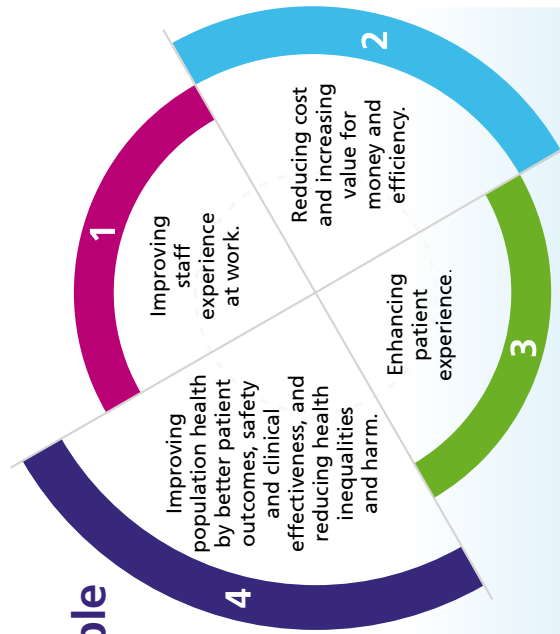 1
Improving
staff
experience
at work.
2
Reducing cost
and increasing
value for
money and
efficiency.
3
Enhancing
patient
experience.
4
Improving
population health
by better patient
outcomes, safety
and clinical
effectiveness, and
reducing health
inequalities
and harm.